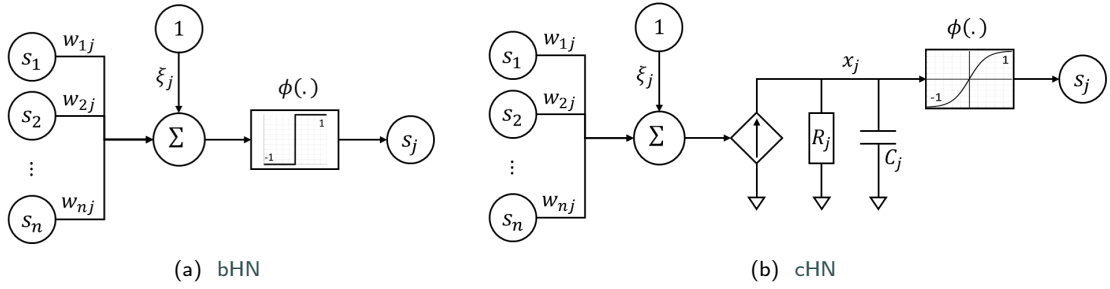 s₁
w₁ⱼ
s₂
w₂ⱼ
⋮
sₙ
wₙⱼ
1
ξⱼ
Σ
ϕ(.)
-1
1
sⱼ
(a) bHN
s₁
w₁ⱼ
s₂
w₂ⱼ
⋮
sₙ
wₙⱼ
1
ξⱼ
Σ
xⱼ
Rⱼ
Cⱼ
ϕ(.)
1
-1
sⱼ
(b) cHN